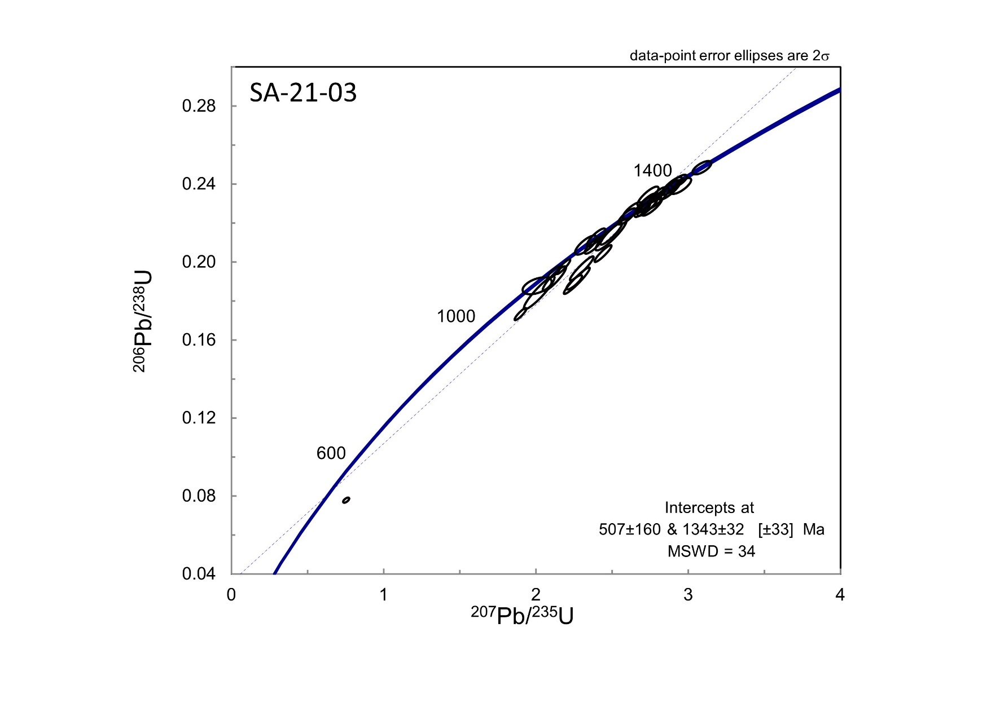 data-point error ellipses are 2σ
SA-21-03
0.28
0.24
0.20
0.16
0.12
0.08
0.04
206Pb/238U
1400
1000
600
Intercepts at
507±160 & 1343±32 [±33] Ma
MSWD = 34
0 1 2 3 4
207Pb/235U